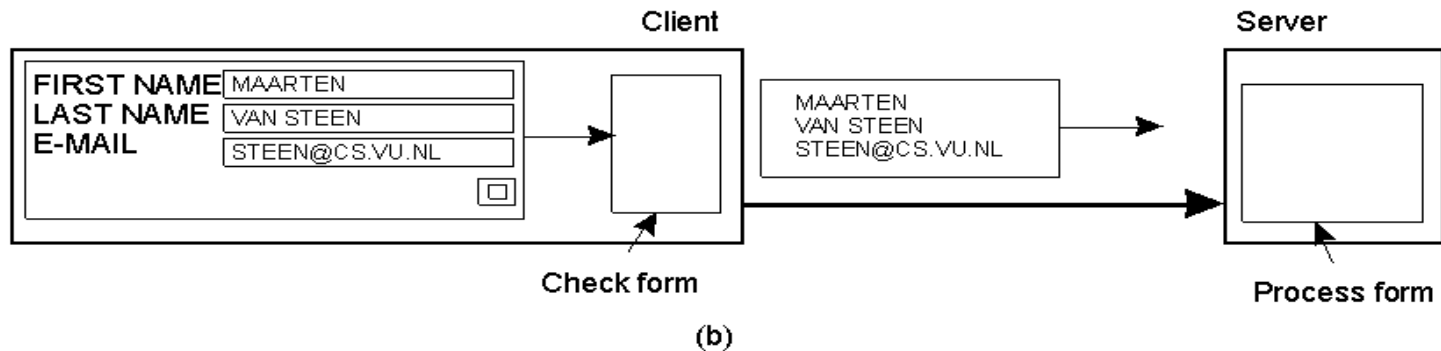 Client
Server
FIRST NAME MAARTEN
LAST NAME VAN STEEN
E-MAIL STEEN@CS.VU.NL
MAARTEN
VAN STEEN
STEEN@CS.VU.NL
Check form
Process form
(b)